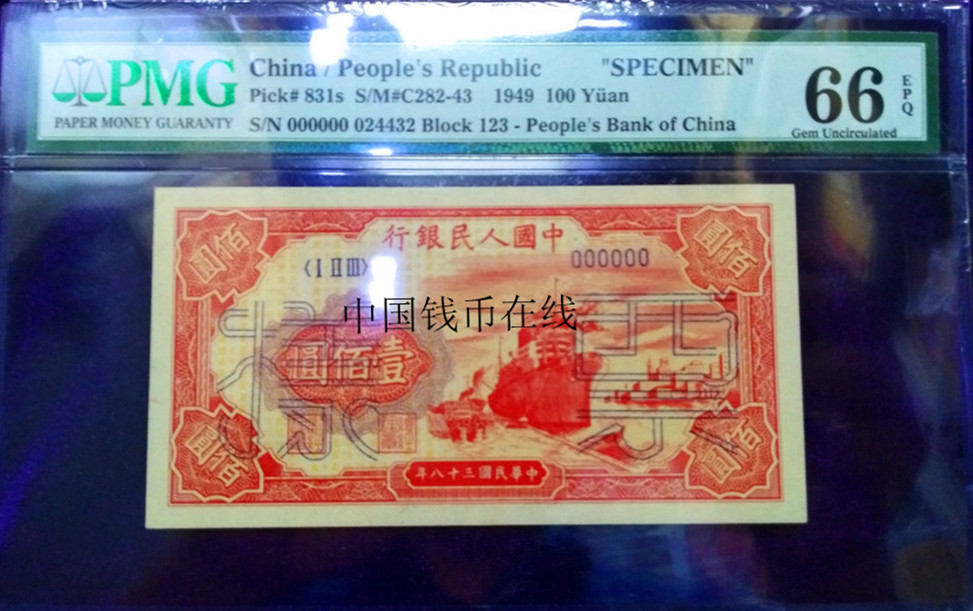 PMG
PAPER MONEY GUARANTY
China / People's Republic "SPECIMEN"
Pick# 831s S/M#C282-43 1949 100 Yüan
S/N 000000 024432 Block 123 - People's Bank of China
66
EPQ
Gem Uncirculated
行銀民人國中
〈I II III〉
000000
圓佰
圓佰
中国钱币在线
圓佰壹
票
樣
圓佰
圓佰
年八十三國民華中